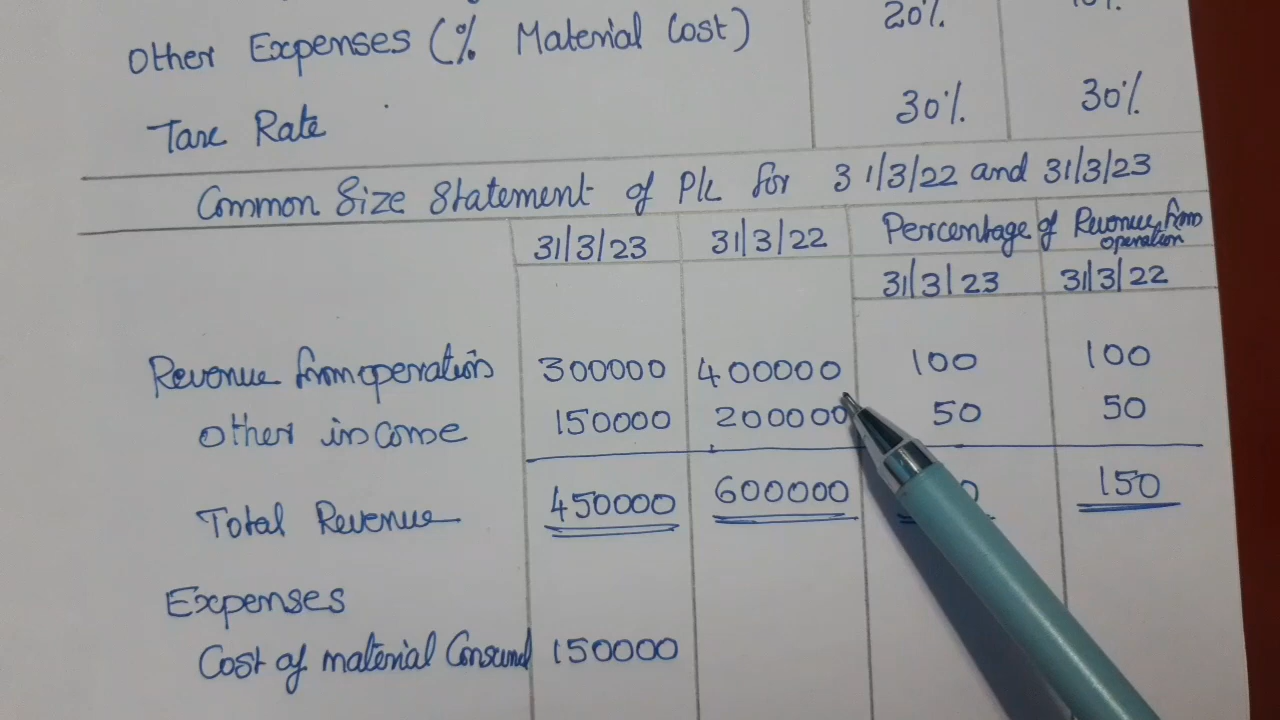 Other Expenses (% Material Cost) 20%
Tax Rate 30% 30%
Common Size Statement of P/L for 31/3/22 and 31/3/23
31/3/23 31/3/22 Percentage of Revenue from operation
31/3/23 31/3/22
Revenue from operations 300000 400000 100 100
Other income 150000 200000 50 50
Total Revenue 450000 600000 150
Expenses
Cost of material Consumed 150000